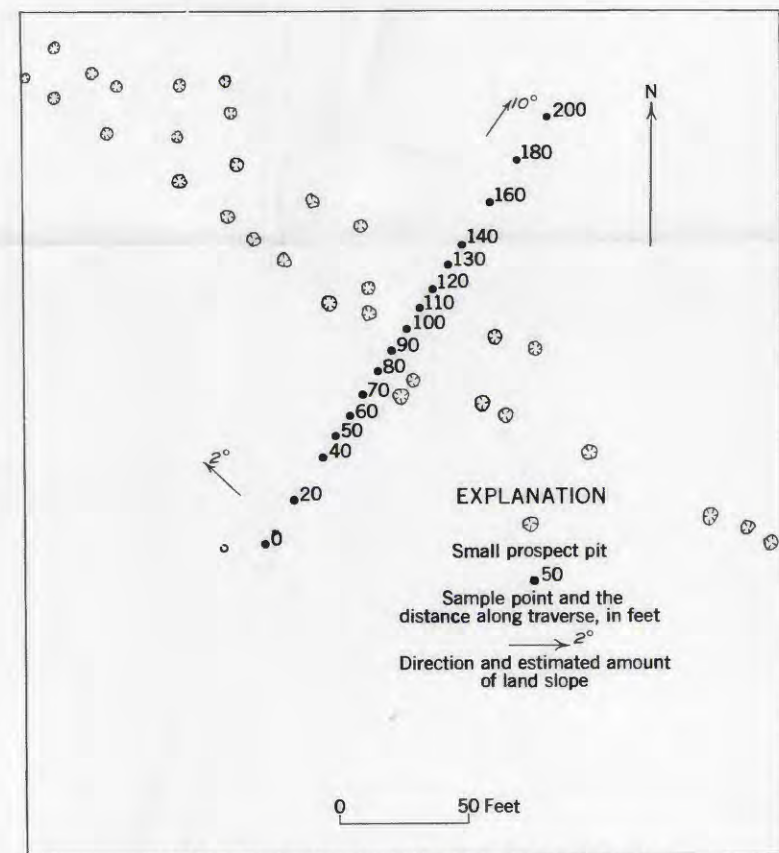 10°
200
N
180
160
140
130
120
110
100
90
80
70
60
50
40
2°
20
0
EXPLANATION
Small prospect pit
50
Sample point and the
distance along traverse, in feet
2°
Direction and estimated amount
of land slope
0 50 Feet